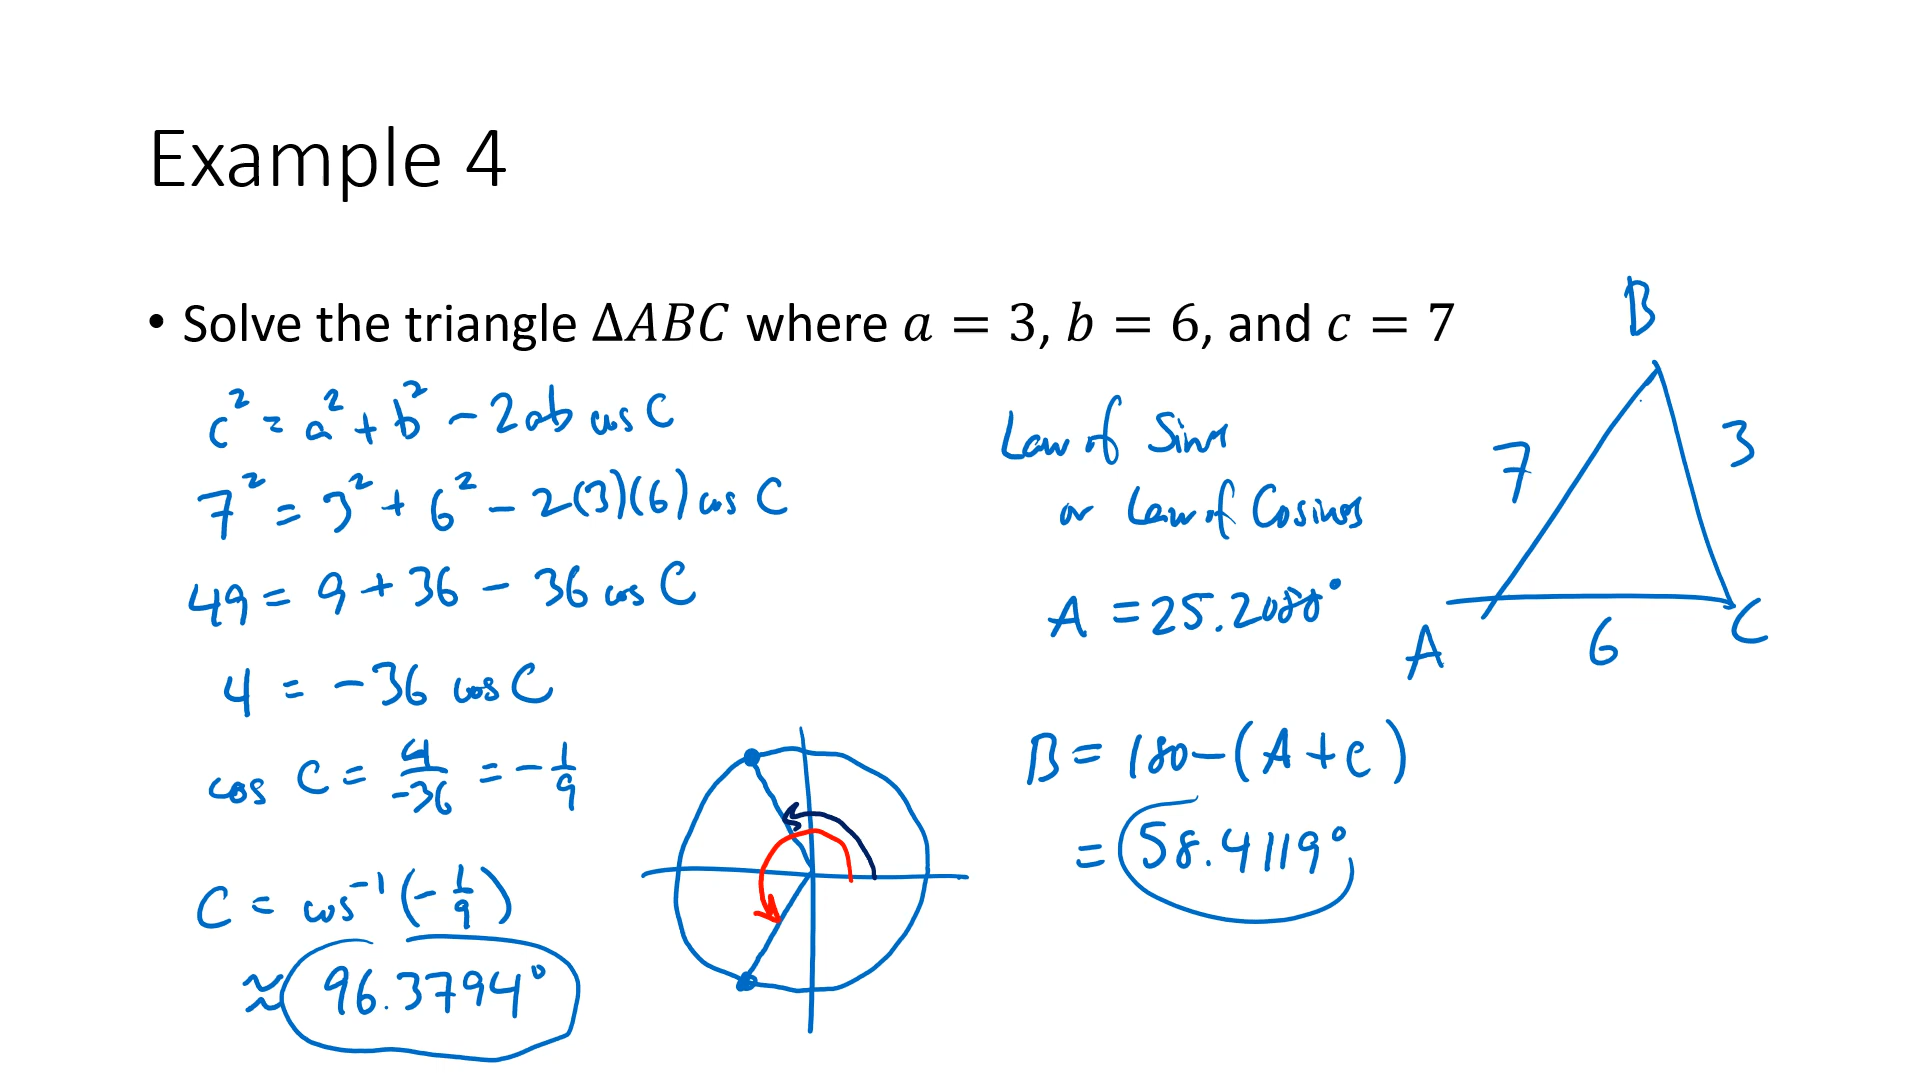 Example 4
• Solve the triangle ΔABC where a = 3, b = 6, and c = 7
c² = a² + b² − 2ab cos C
7² = 3² + 6² − 2(3)(6) cos C
49 = 9 + 36 − 36 cos C
4 = −36 cos C
cos C = 4/−36 = −1/9
C = cos⁻¹(−1/9)
≈ 96.3794°
Law of Sines
or Law of Cosines
A = 25.2088°
B = 180 − (A + C)
= 58.4119°
B
7
3
A
6
C